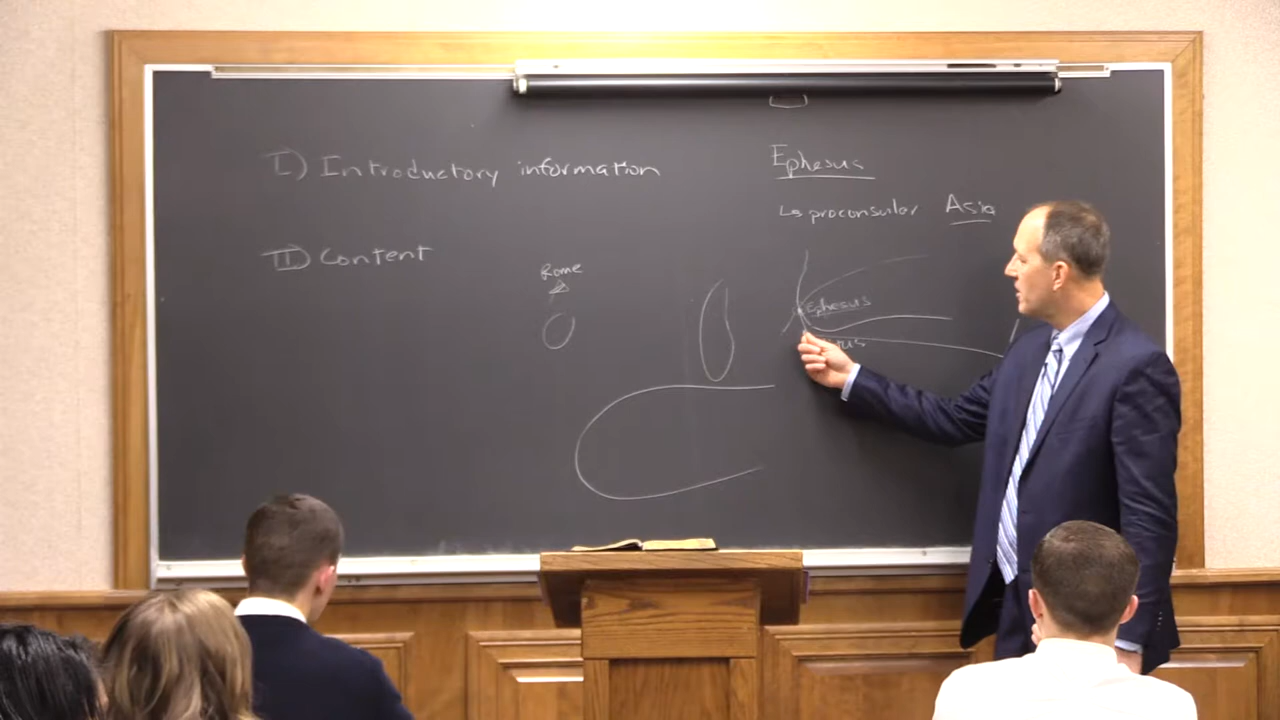 I) Introductory information
II) Content
Rome
Ephesus
↳ proconsular Asia
Ephesus